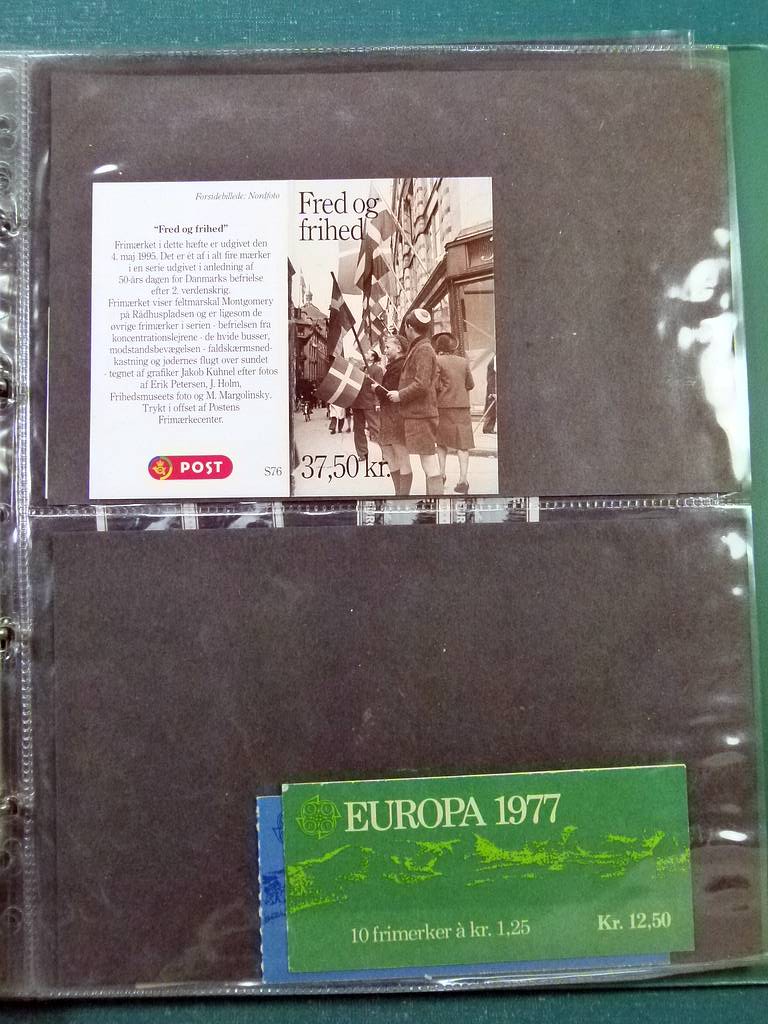 Forsidebillede: Nordfoto
"Fred og frihed"
Frimærket i dette hæfte er udgivet den
4. maj 1995. Det er ét af i alt fire mærker
i en serie udgivet i anledning af
50-års dagen for Danmarks befrielse
efter 2. verdenskrig.
Frimærket viser feltmarskal Montgomery
på Rådhuspladsen og er ligesom de
øvrige frimærker i serien - befrielsen fra
koncentrationslejrene - de hvide busser,
modstandsbevægelsen - faldskærmsned-
kastning og jødernes flugt over sundet
- tegnet af grafiker Jakob Kühnel efter fotos
af Erik Petersen, J. Holm,
Frihedsmuseets foto og M. Margolinsky.
Trykt i offset af Postens
Frimærkecenter.
POST
S76
Fred og
frihed
37,50 kr.
EUROPA 1977
10 frimerker à kr. 1,25
Kr. 12,50